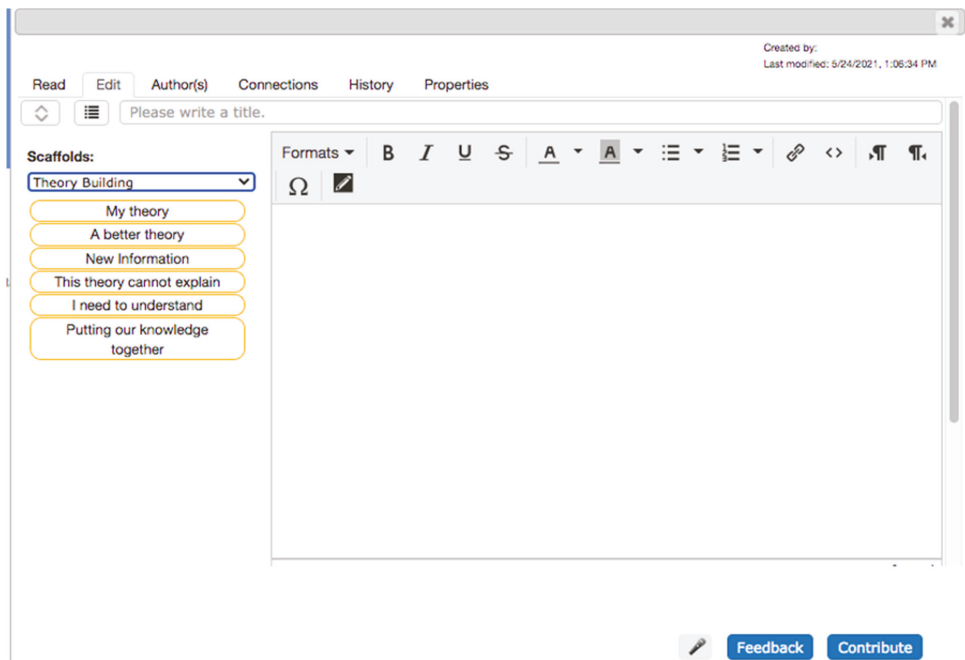 Created by:
Last modified: 5/24/2021, 1:06:34 PM
Read Edit Author(s) Connections History Properties
Please write a title.
Scaffolds:
Formats B I U S A A
Theory Building
Ω
My theory
A better theory
New Information
This theory cannot explain
I need to understand
Putting our knowledge
together
Feedback Contribute